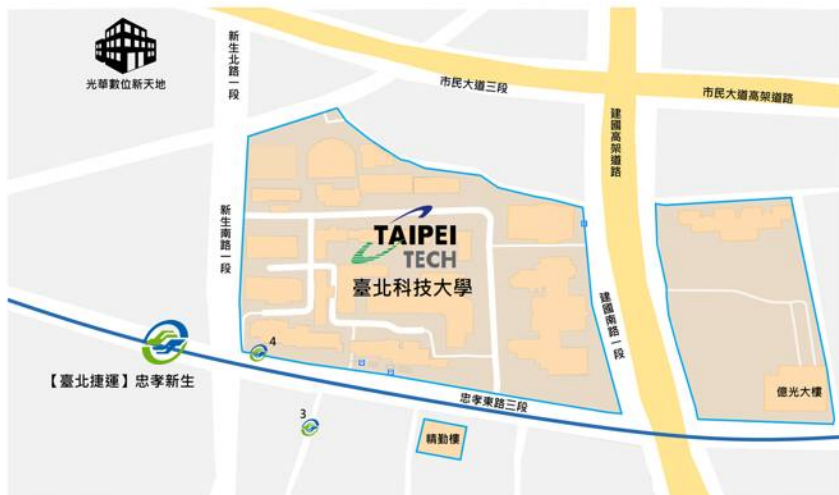 光華數位新天地
新生北路一段
市民大道三段
市民大道高架道路
建國高架道路
新生南路一段
TAIPEI
TECH
臺北科技大學
建國南路一段
4
【臺北捷運】忠孝新生
忠孝東路三段
億光大樓
3
精勤樓